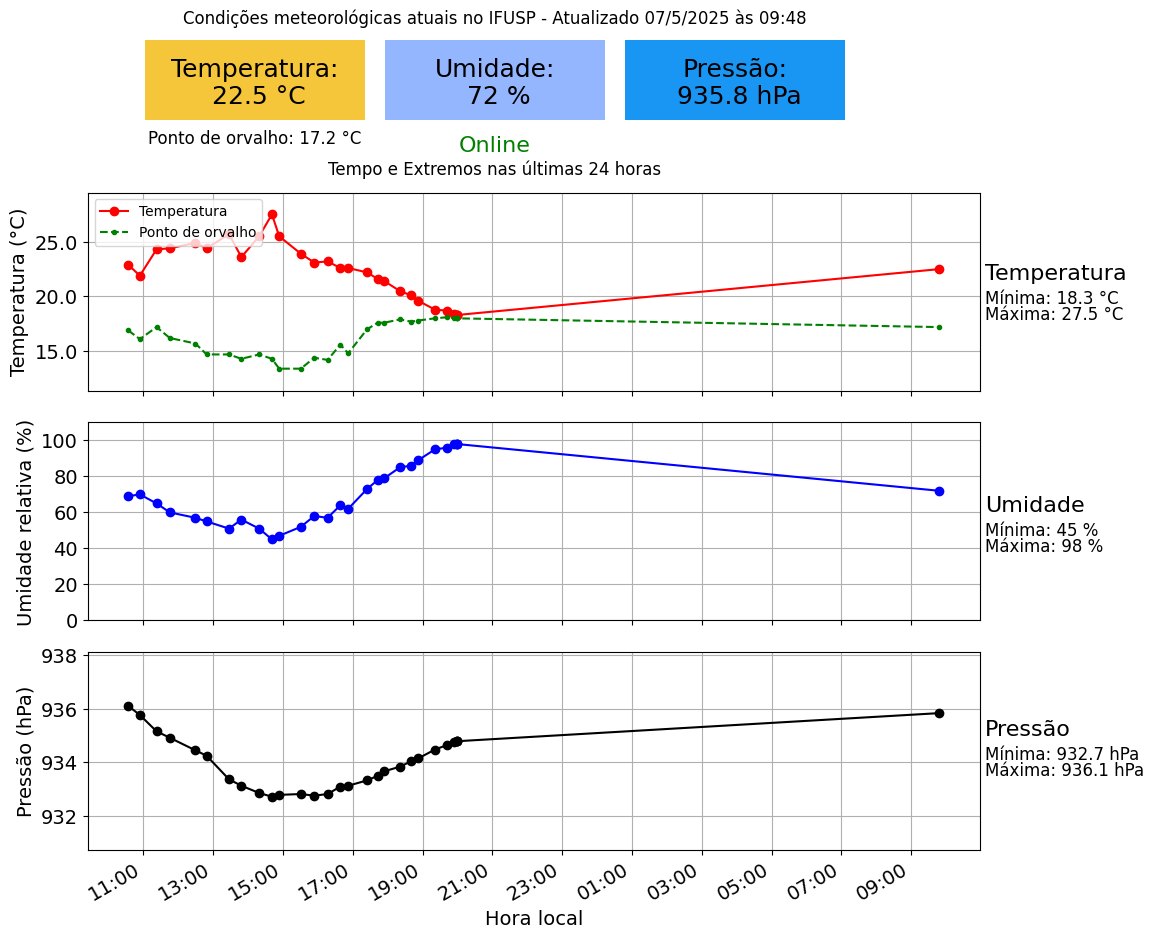 Condições meteorológicas atuais no IFUSP - Atualizado 07/5/2025 às 09:48
Temperatura:
22.5 °C
Umidade:
72 %
Pressão:
935.8 hPa
Ponto de orvalho: 17.2 °C
Online
Tempo e Extremos nas últimas 24 horas
Temperatura (°C)
25.0
20.0
15.0
Temperatura
Ponto de orvalho
Temperatura
Mínima: 18.3 °C
Máxima: 27.5 °C
Umidade relativa (%)
100
80
60
40
20
0
Umidade
Mínima: 45 %
Máxima: 98 %
Pressão (hPa)
938
936
934
932
Pressão
Mínima: 932.7 hPa
Máxima: 936.1 hPa
11:00 13:00 15:00 17:00 19:00 21:00 23:00 01:00 03:00 05:00 07:00 09:00
Hora local